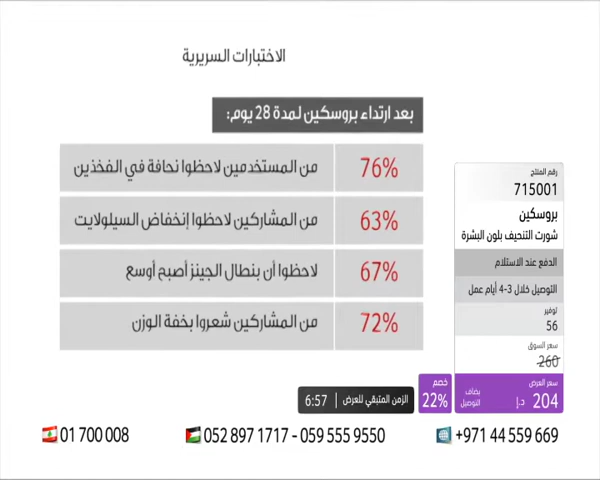 الاختبارات السريرية
بعد ارتداء بروسكين لمدة 28 يوم:
76% من المستخدمين لاحظوا نحافة في الفخذين
63% من المشاركين لاحظوا إنخفاض السيلولايت
67% لاحظوا أن بنطال الجينز أصبح أوسع
72% من المشاركين شعروا بخفة الوزن
رقم المنتج
715001
بروسكين
شورت التنحيف بلون البشرة
الدفع عند الاستلام
التوصيل خلال 3-4 أيام عمل
توفير
56
سعر السوق
260
سعر العرض
204 د.إ
يضاف
التوصيل
خصم
22%
الزمن المتبقي للعرض | 6:57
01 700 008
052 897 1717 - 059 555 9550
+971 44 559 669